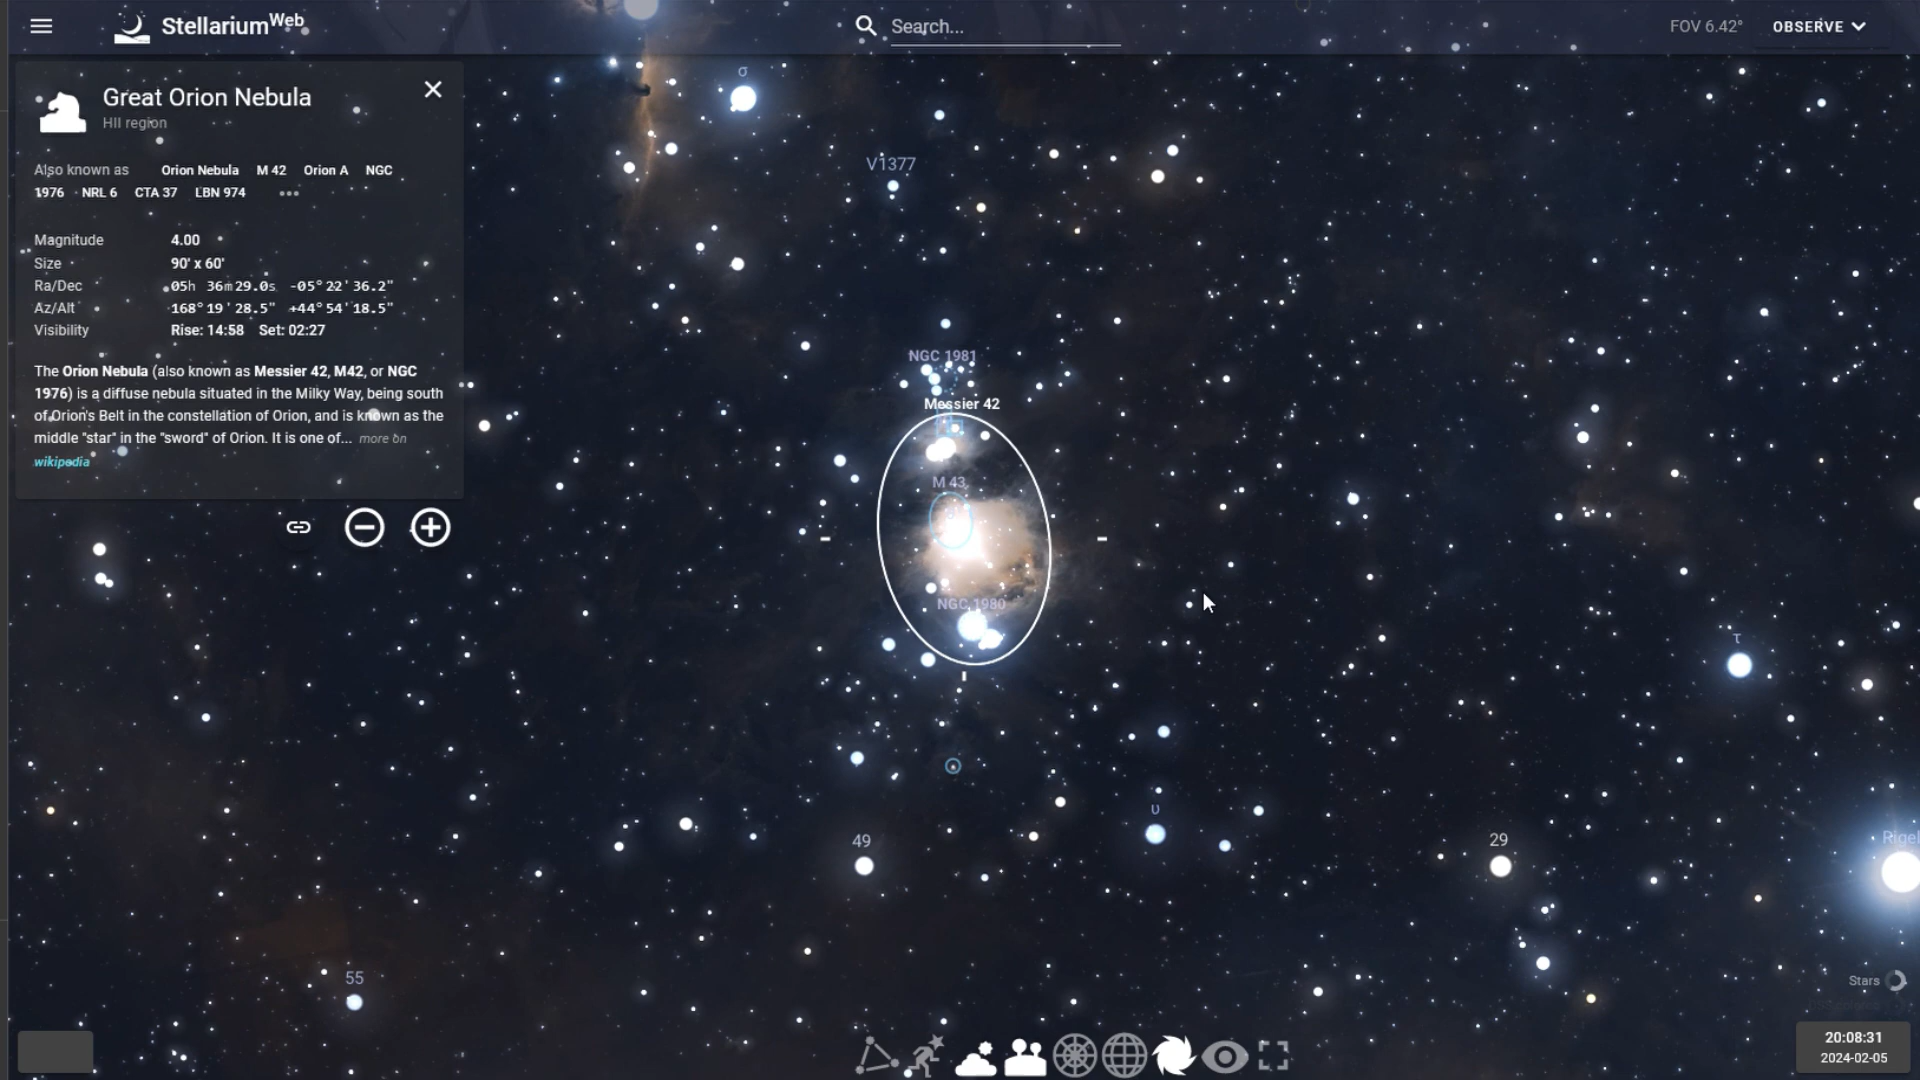 StellariumWeb
Search...
FOV 6.42°
OBSERVE
Great Orion Nebula
HII region
Also known as Orion Nebula M 42 Orion A NGC
1976 NRL 6 CTA 37 LBN 974 •••
Magnitude 4.00
Size 90' x 60'
Ra/Dec 05h 36m29.0s -05°22'36.2"
Az/Alt 168°19'28.5" +44°54'18.5"
Visibility Rise: 14:58 Set: 02:27
The Orion Nebula (also known as Messier 42, M42, or NGC
1976) is a diffuse nebula situated in the Milky Way, being south
of Orion's Belt in the constellation of Orion, and is known as the
middle "star" in the "sword" of Orion. It is one of... more on
wikipedia
σ
V1377
NGC 1981
Messier 42
M 43
NGC 1980
τ
υ
49
29
Rigel
55
Stars
20:08:31
2024-02-05